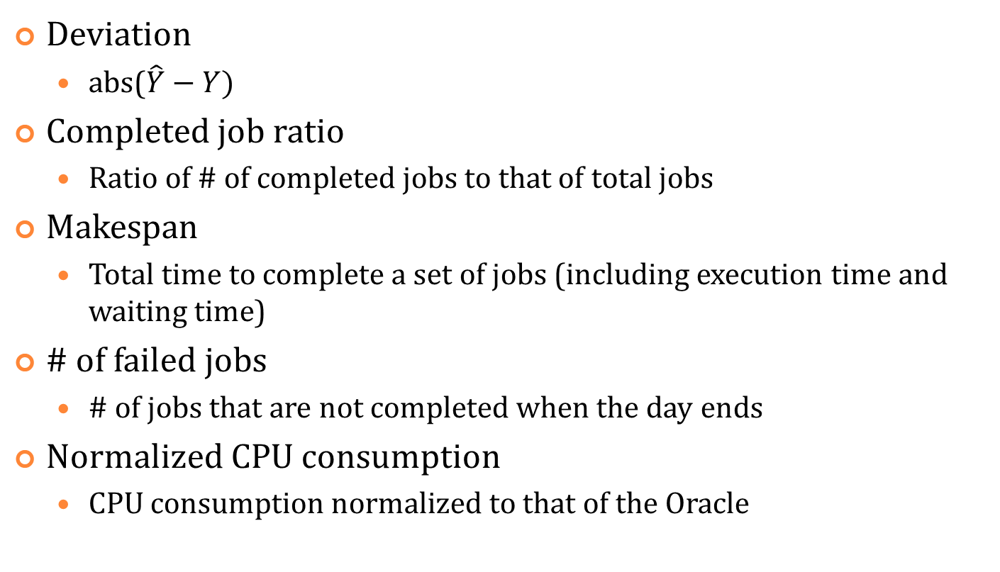 Deviation
abs(Ŷ − Y)
Completed job ratio
Ratio of # of completed jobs to that of total jobs
Makespan
Total time to complete a set of jobs (including execution time and
waiting time)
# of failed jobs
# of jobs that are not completed when the day ends
Normalized CPU consumption
CPU consumption normalized to that of the Oracle